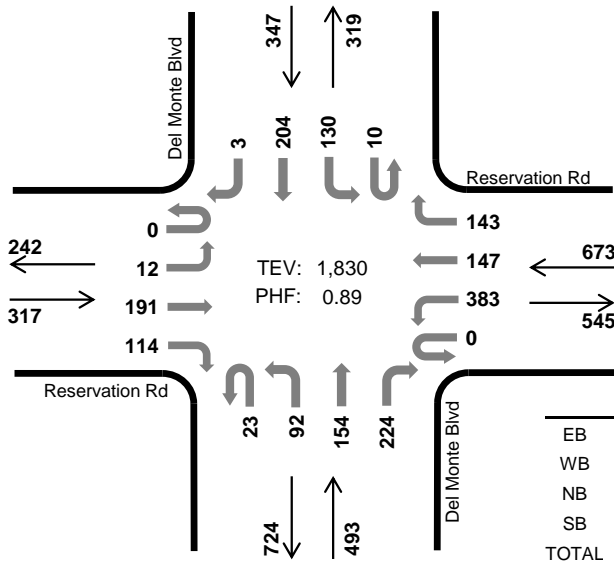 347
319
Del Monte Blvd
3
204
130
10
Reservation Rd
0
143
242
12
TEV: 1,830
147
673
317
191
PHF: 0.89
383
545
114
0
Reservation Rd
23
92
154
224
Del Monte Blvd
724
493
EB
WB
NB
SB
TOTAL